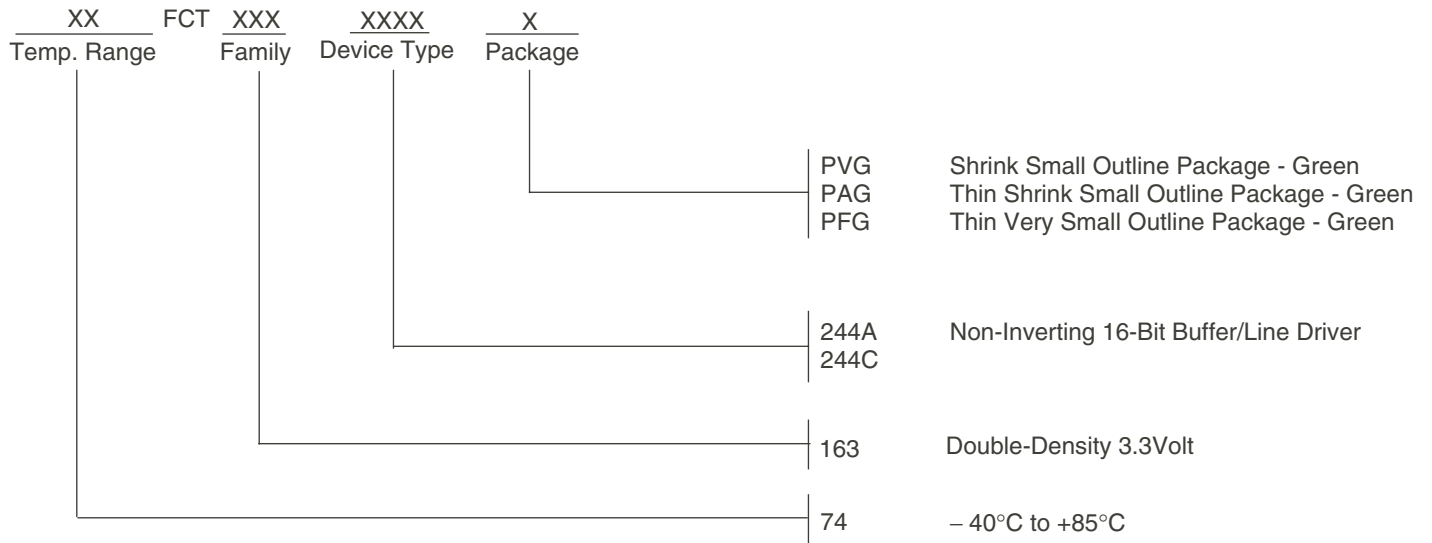 XX FCT XXX XXXX X
Temp. Range Family Device Type Package
PVG Shrink Small Outline Package - Green
PAG Thin Shrink Small Outline Package - Green
PFG Thin Very Small Outline Package - Green
244A Non-Inverting 16-Bit Buffer/Line Driver
244C
163 Double-Density 3.3Volt
74 – 40°C to +85°C